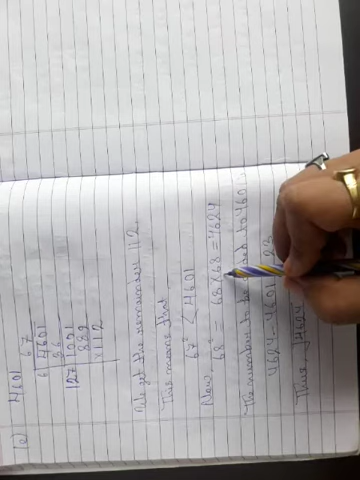 (e) 4601
67
6 4601
36
127 1001
889
×112
We get the remainder 112.
This means that
67² < 4601
Now, 68² = 68×68 = 4624
The number to be added to 4601
4624 - 4601 = 23
Thus, √4624